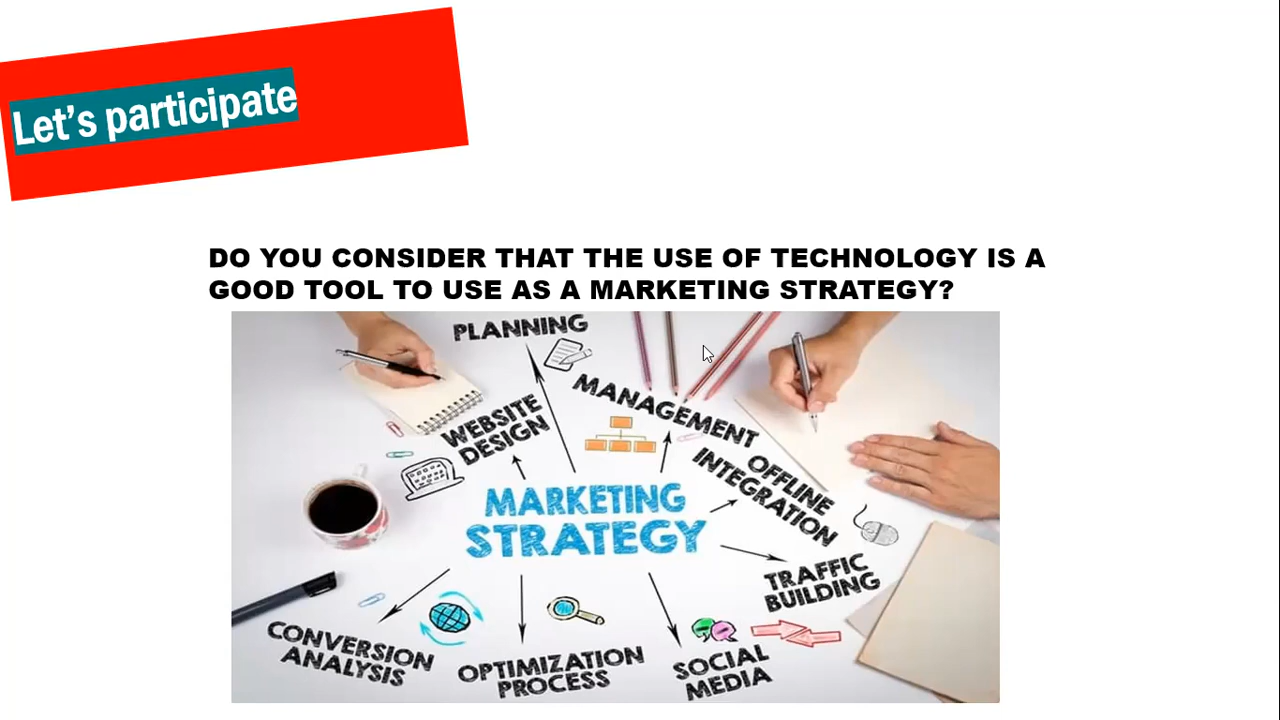 Let's participate
DO YOU CONSIDER THAT THE USE OF TECHNOLOGY IS A
GOOD TOOL TO USE AS A MARKETING STRATEGY?
PLANNING
MANAGEMENT
WEBSITE
DESIGN
OFFLINE
INTEGRATION
MARKETING
STRATEGY
TRAFFIC
BUILDING
CONVERSION
ANALYSIS
OPTIMIZATION
PROCESS
SOCIAL
MEDIA